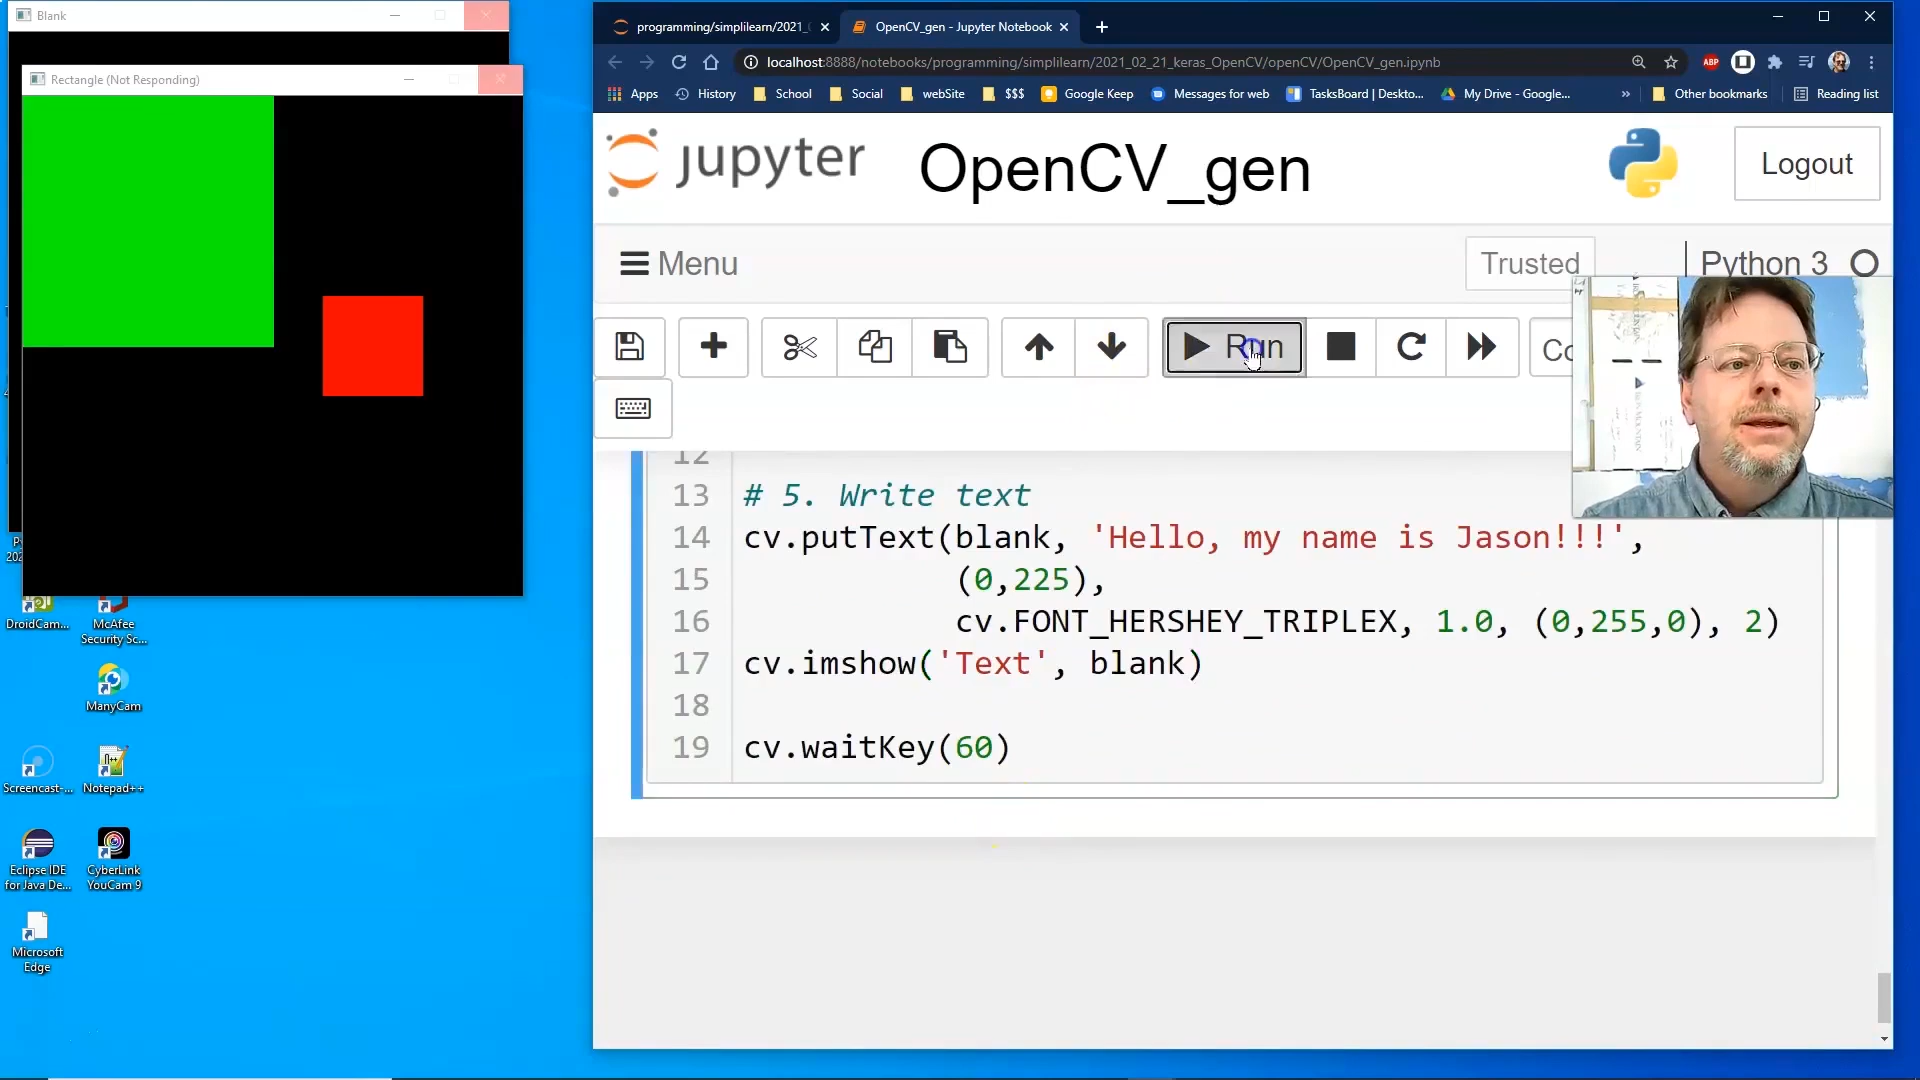 Blank
Rectangle (Not Responding)
DroidCam...
McAfee
Security Sc...
ManyCam
Screencast-...
Notepad++
Eclipse IDE
for Java De...
CyberLink
YouCam 9
Microsoft
Edge
programming/simplilearn/2021_
OpenCV_gen - Jupyter Notebook
localhost:8888/notebooks/programming/simplilearn/2021_02_21_keras_OpenCV/openCV/OpenCV_gen.ipynb
ABP
Apps
History
School
Social
webSite
$$$
Google Keep
Messages for web
TasksBoard | Deskto...
My Drive - Google...
»
Other bookmarks
Reading list
jupyter
OpenCV_gen
Logout
Menu
Trusted
Python 3
Run
Co
12
13 # 5. Write text
14 cv.putText(blank, 'Hello, my name is Jason!!!',
15 (0,225),
16 cv.FONT_HERSHEY_TRIPLEX, 1.0, (0,255,0), 2)
17 cv.imshow('Text', blank)
18
19 cv.waitKey(60)